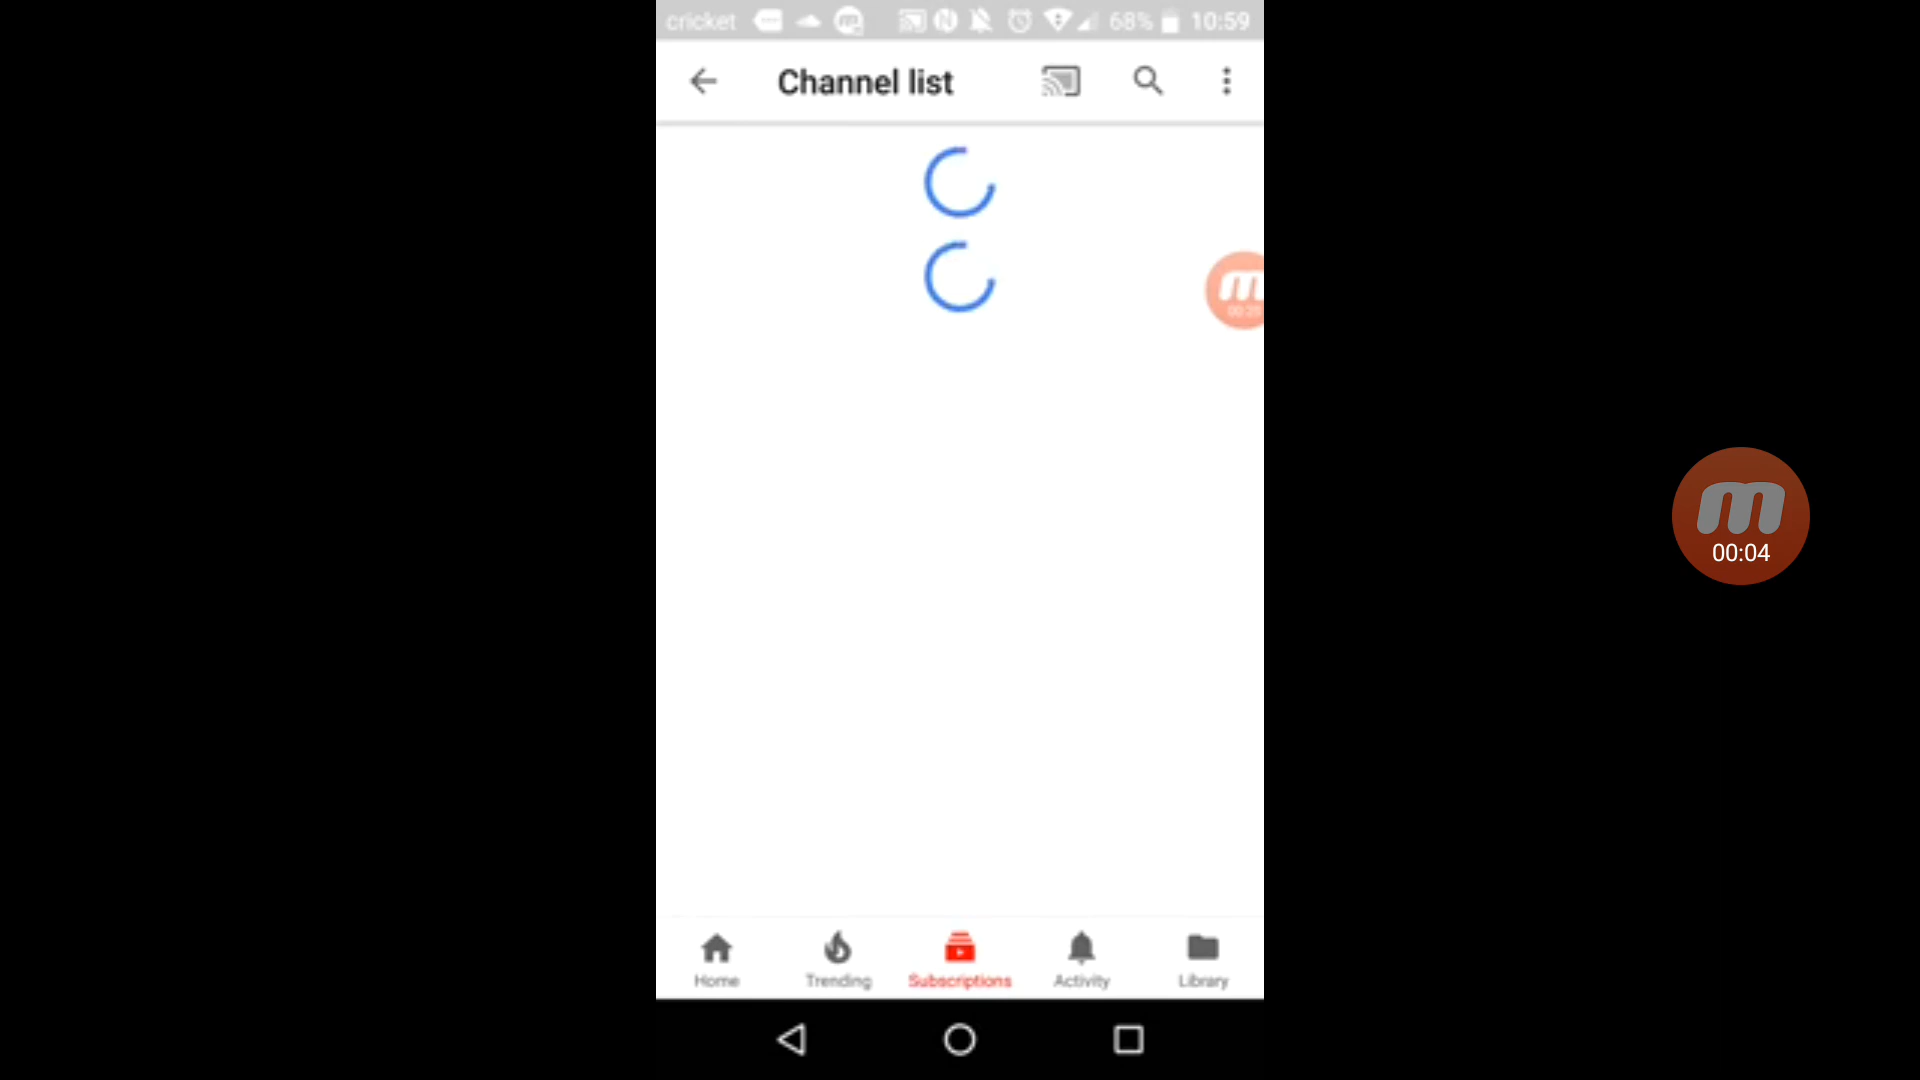 cricket 68% 10:59
Channel list
00:04
Home Trending Subscriptions Activity Library